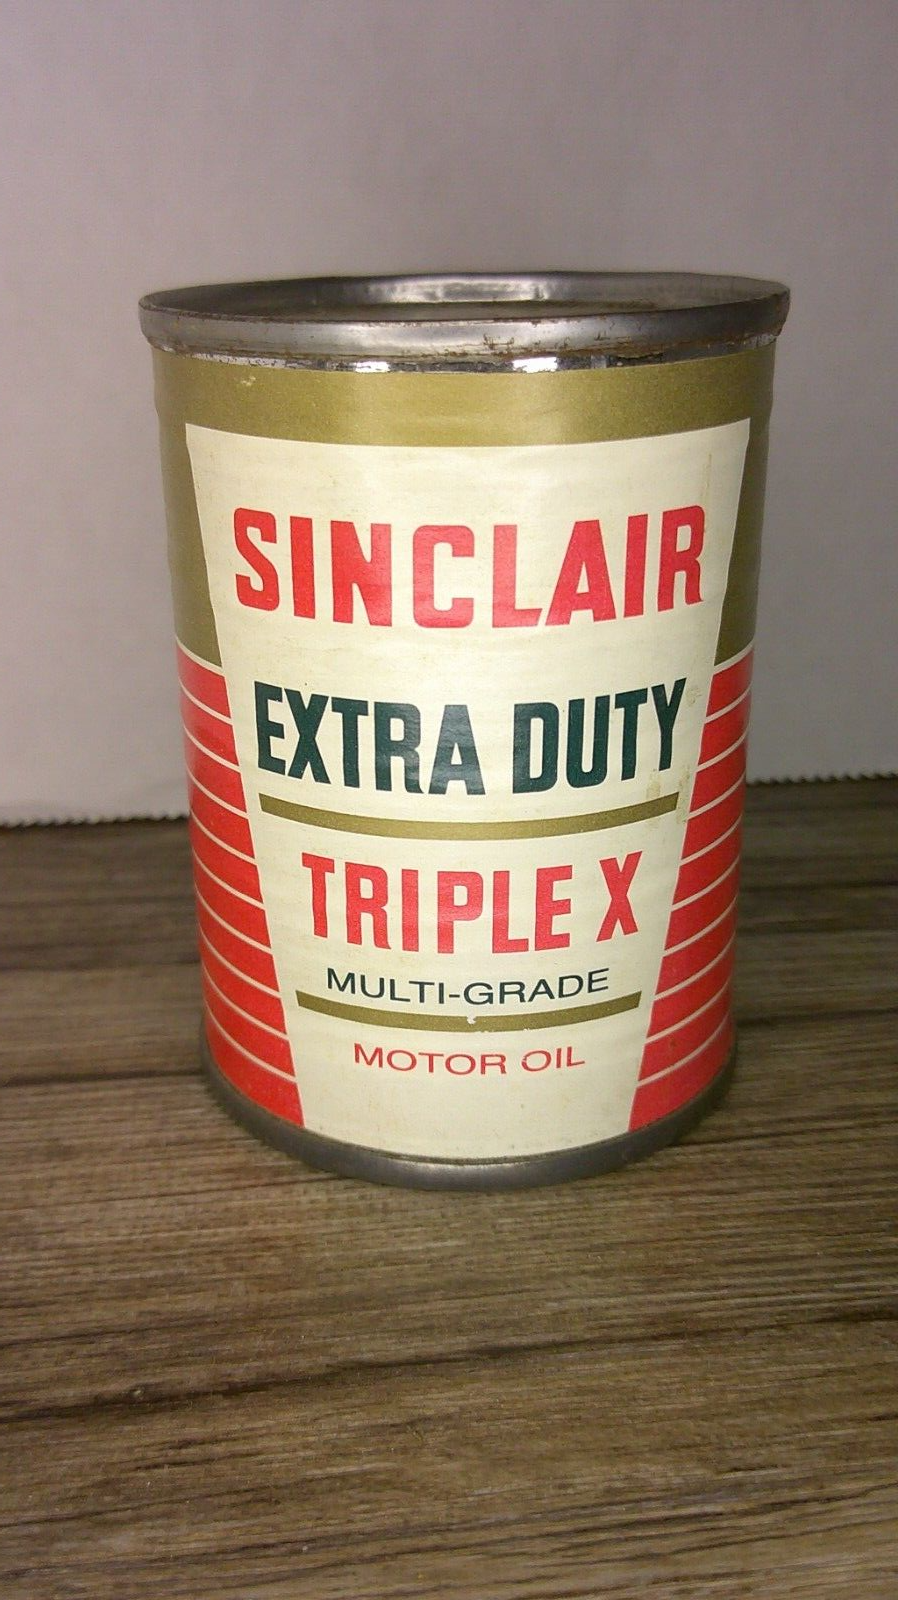 SINCLAIR
EXTRA DUTY
TRIPLE X
MULTI-GRADE
MOTOR OIL